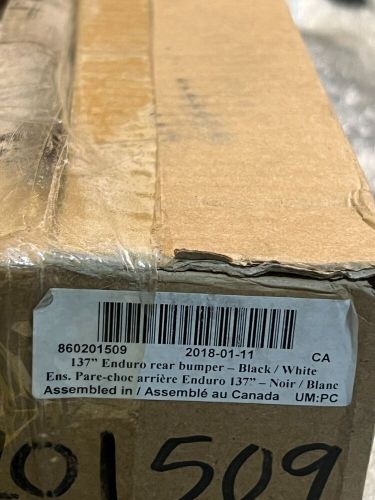 860201509 2018-01-11 CA
137" Enduro rear bumper – Black / White
Ens. Pare-choc arrière Enduro 137" – Noir / Blanc
Assembled in / Assemblé au Canada UM:PC
01509